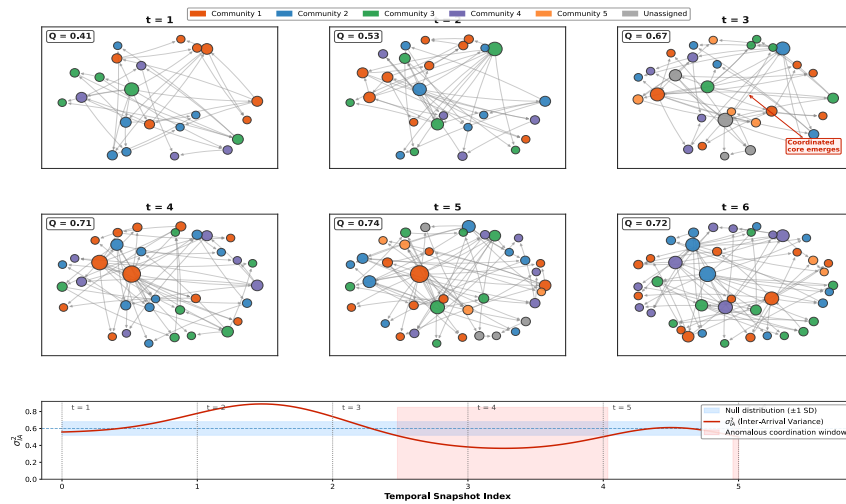 Community 1 Community 2 Community 3 Community 4 Community 5 Unassigned
t = 1
t = 2
t = 3
Q = 0.41
Q = 0.53
Q = 0.67
Coordinated
core emerges
t = 4
t = 5
t = 6
Q = 0.71
Q = 0.74
Q = 0.72
σ²_IA
0.8
0.6
0.4
0.2
0.0
t = 1
t = 2
t = 3
t = 4
t = 5
Null distribution (±1 SD)
σ²_IA (Inter-Arrival Variance)
Anomalous coordination window
0 1 2 3 4 5
Temporal Snapshot Index